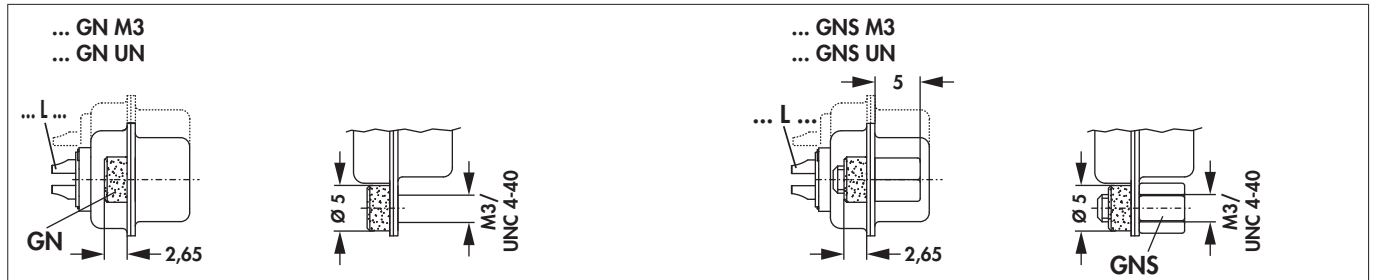 ... GN M3
... GN UN
... L ...
GN
2,65
Ø 5
M3/
UNC 4-40
... GNS M3
... GNS UN
5
... L ...
2,65
Ø 5
M3/
UNC 4-40
GNS